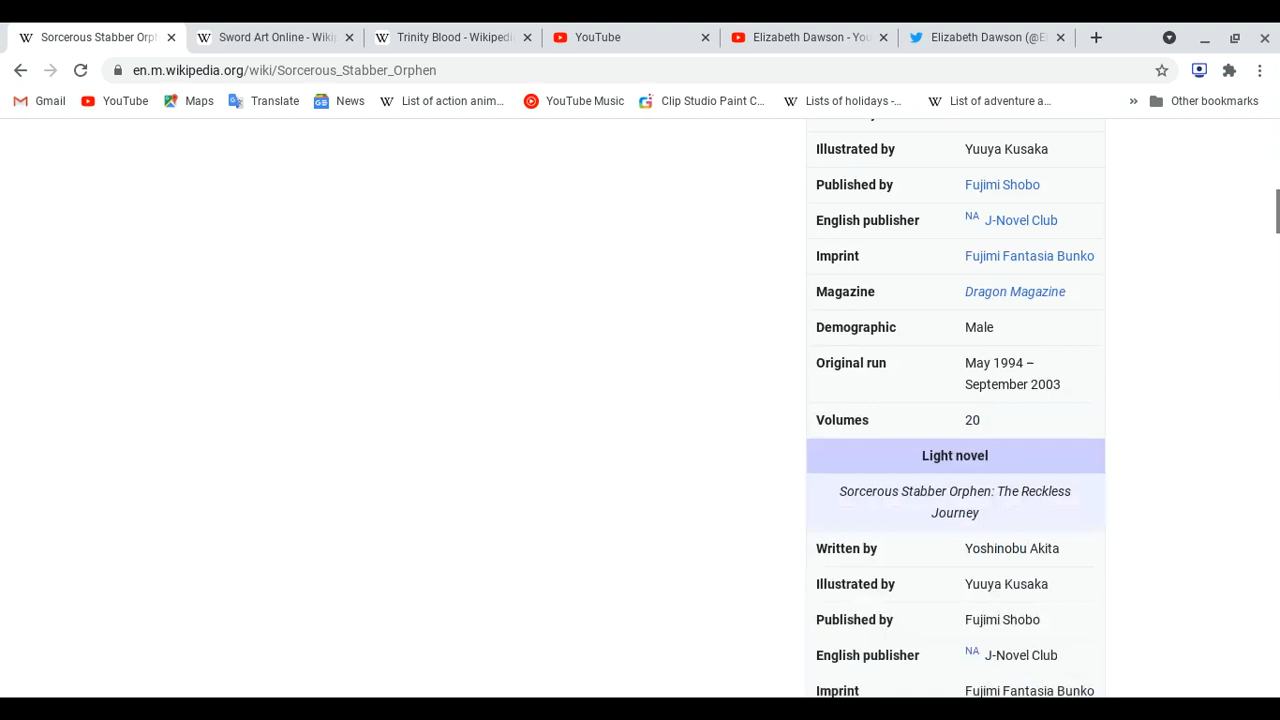 Sorcerous Stabber Orph
Sword Art Online - Wiki
Trinity Blood - Wikipedi
YouTube
Elizabeth Dawson - You
Elizabeth Dawson (@E
en.m.wikipedia.org/wiki/Sorcerous_Stabber_Orphen
Gmail
YouTube
Maps
Translate
News
List of action anim...
YouTube Music
Clip Studio Paint C...
Lists of holidays -...
List of adventure a...
»
Other bookmarks
Illustrated by Yuuya Kusaka
Published by Fujimi Shobo
English publisher NA J-Novel Club
Imprint Fujimi Fantasia Bunko
Magazine Dragon Magazine
Demographic Male
Original run May 1994 –
September 2003
Volumes 20
Light novel
Sorcerous Stabber Orphen: The Reckless
Journey
Written by Yoshinobu Akita
Illustrated by Yuuya Kusaka
Published by Fujimi Shobo
English publisher NA J-Novel Club
Imprint Fujimi Fantasia Bunko